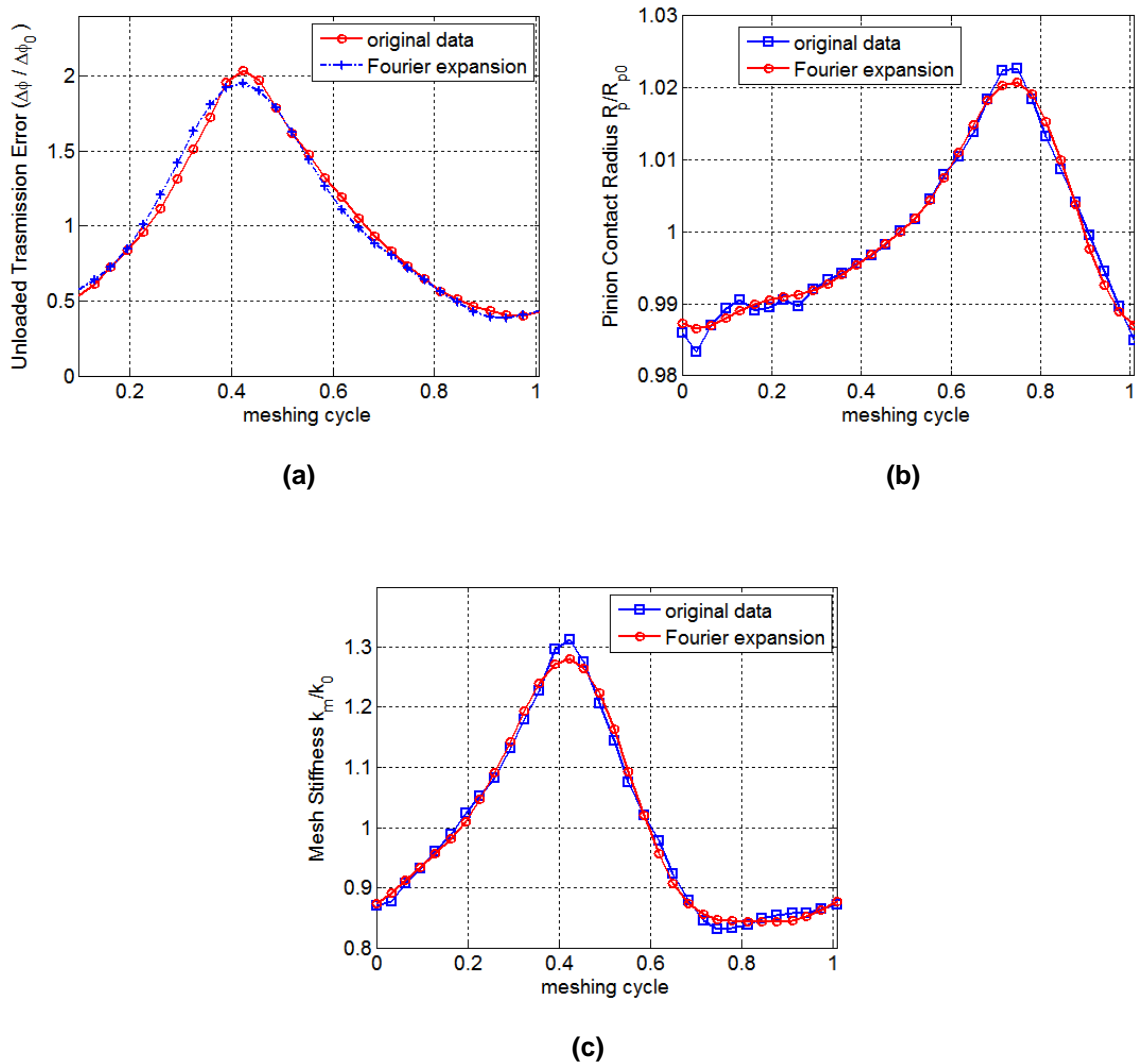 Unloaded Trasmission Error (Δϕ / Δϕ0)
original data
Fourier expansion
2
1.5
1
0.5
0
0.2
0.4
0.6
0.8
1
meshing cycle
(a)
Pinion Contact Radius Rp/Rp0
original data
Fourier expansion
1.03
1.02
1.01
1
0.99
0.98
0
0.2
0.4
0.6
0.8
1
meshing cycle
(b)
Mesh Stiffness km/k0
original data
Fourier expansion
1.3
1.2
1.1
1
0.9
0.8
0
0.2
0.4
0.6
0.8
1
meshing cycle
(c)